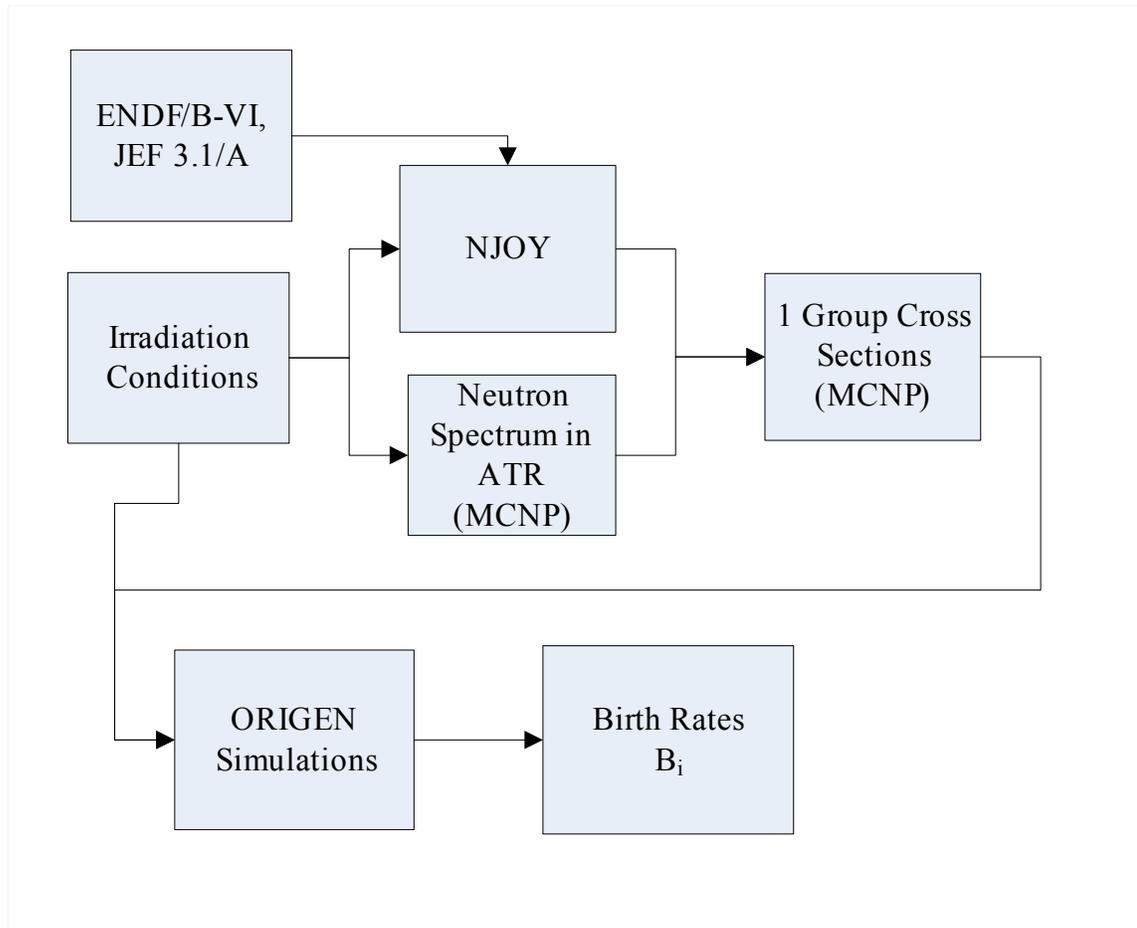 ENDF/B-VI,
JEF 3.1/A
NJOY
Irradiation
Conditions
Neutron
Spectrum in
ATR
(MCNP)
1 Group Cross
Sections
(MCNP)
ORIGEN
Simulations
Birth Rates
Bᵢ